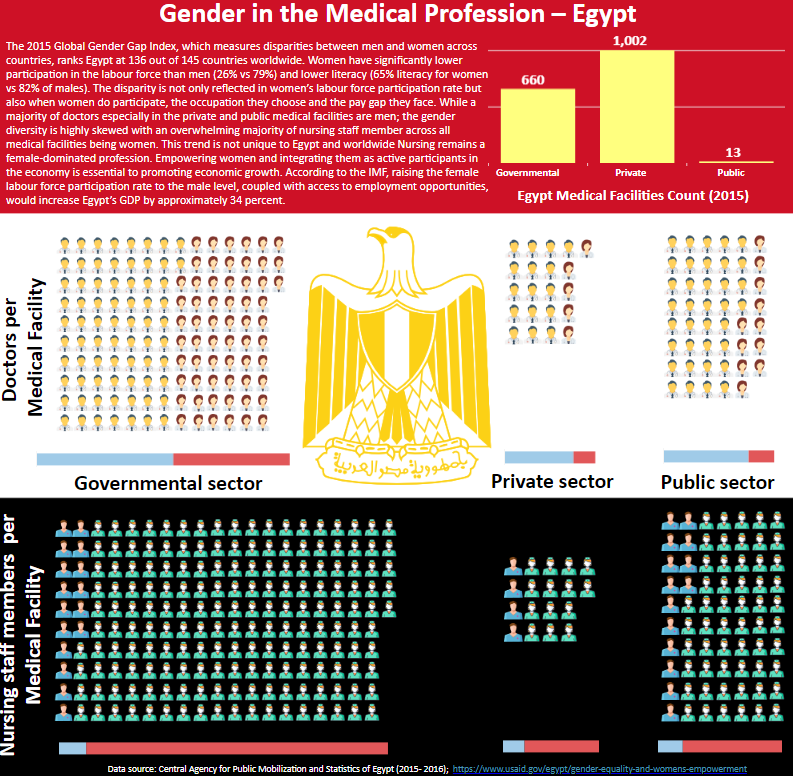 Gender in the Medical Profession – Egypt
The 2015 Global Gender Gap Index, which measures disparities between men and women across
countries, ranks Egypt at 136 out of 145 countries worldwide. Women have significantly lower
participation in the labour force than men (26% vs 79%) and lower literacy (65% literacy for women
vs 82% of males). The disparity is not only reflected in women's labour force participation rate but
also when women do participate, the occupation they choose and the pay gap they face. While a
majority of doctors especially in the private and public medical facilities are men; the gender
diversity is highly skewed with an overwhelming majority of nursing staff member across all
medical facilities being women. This trend is not unique to Egypt and worldwide Nursing remains a
female-dominated profession. Empowering women and integrating them as active participants in
the economy is essential to promoting economic growth. According to the IMF, raising the female
labour force participation rate to the male level, coupled with access to employment opportunities,
would increase Egypt's GDP by approximately 34 percent.
660
1,002
13
Governmental
Private
Public
Egypt Medical Facilities Count (2015)
Doctors per
Medical Facility
جمهورية مصر العربية
Governmental sector
Private sector
Public sector
Nursing staff members per
Medical Facility
Data source: Central Agency for Public Mobilization and Statistics of Egypt (2015- 2016); https://www.usaid.gov/egypt/gender-equality-and-womens-empowerment